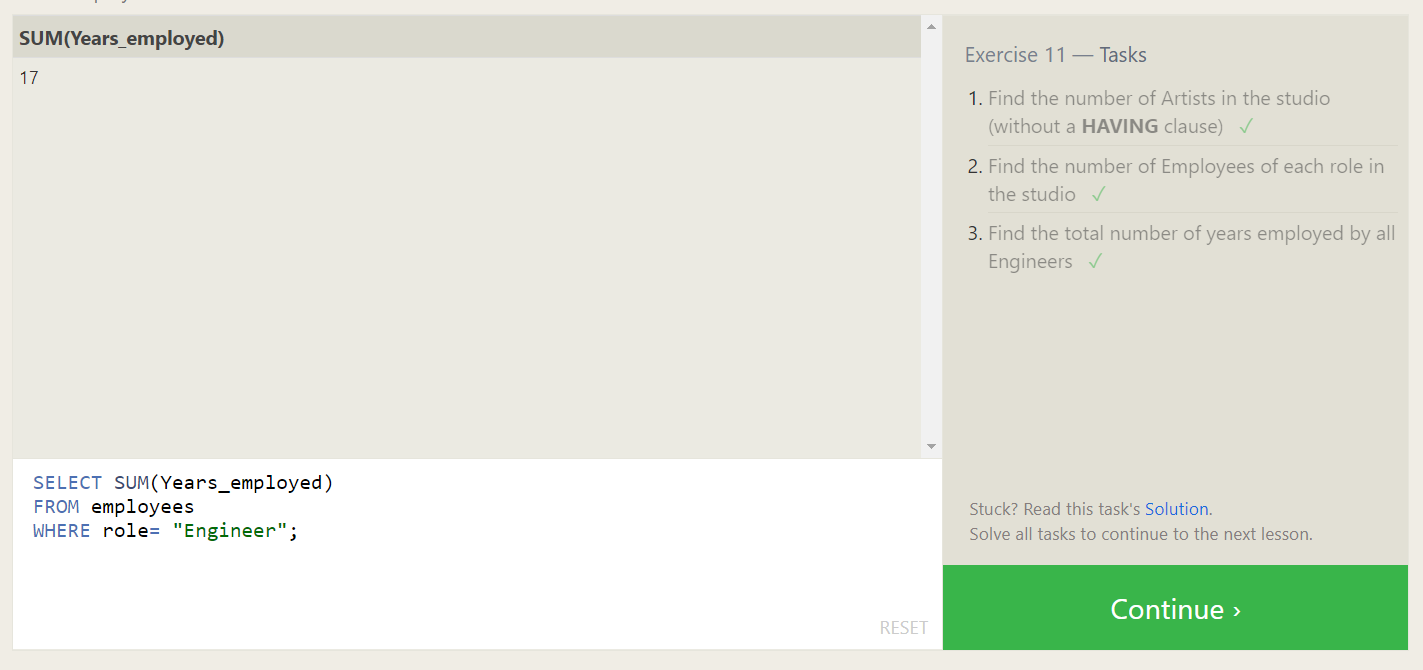 SUM(Years_employed)
17
SELECT SUM(Years_employed)
FROM employees
WHERE role= "Engineer";
RESET
Exercise 11 — Tasks
1. Find the number of Artists in the studio
(without a HAVING clause) ✓
2. Find the number of Employees of each role in
the studio ✓
3. Find the total number of years employed by all
Engineers ✓
Stuck? Read this task's Solution.
Solve all tasks to continue to the next lesson.
Continue ›